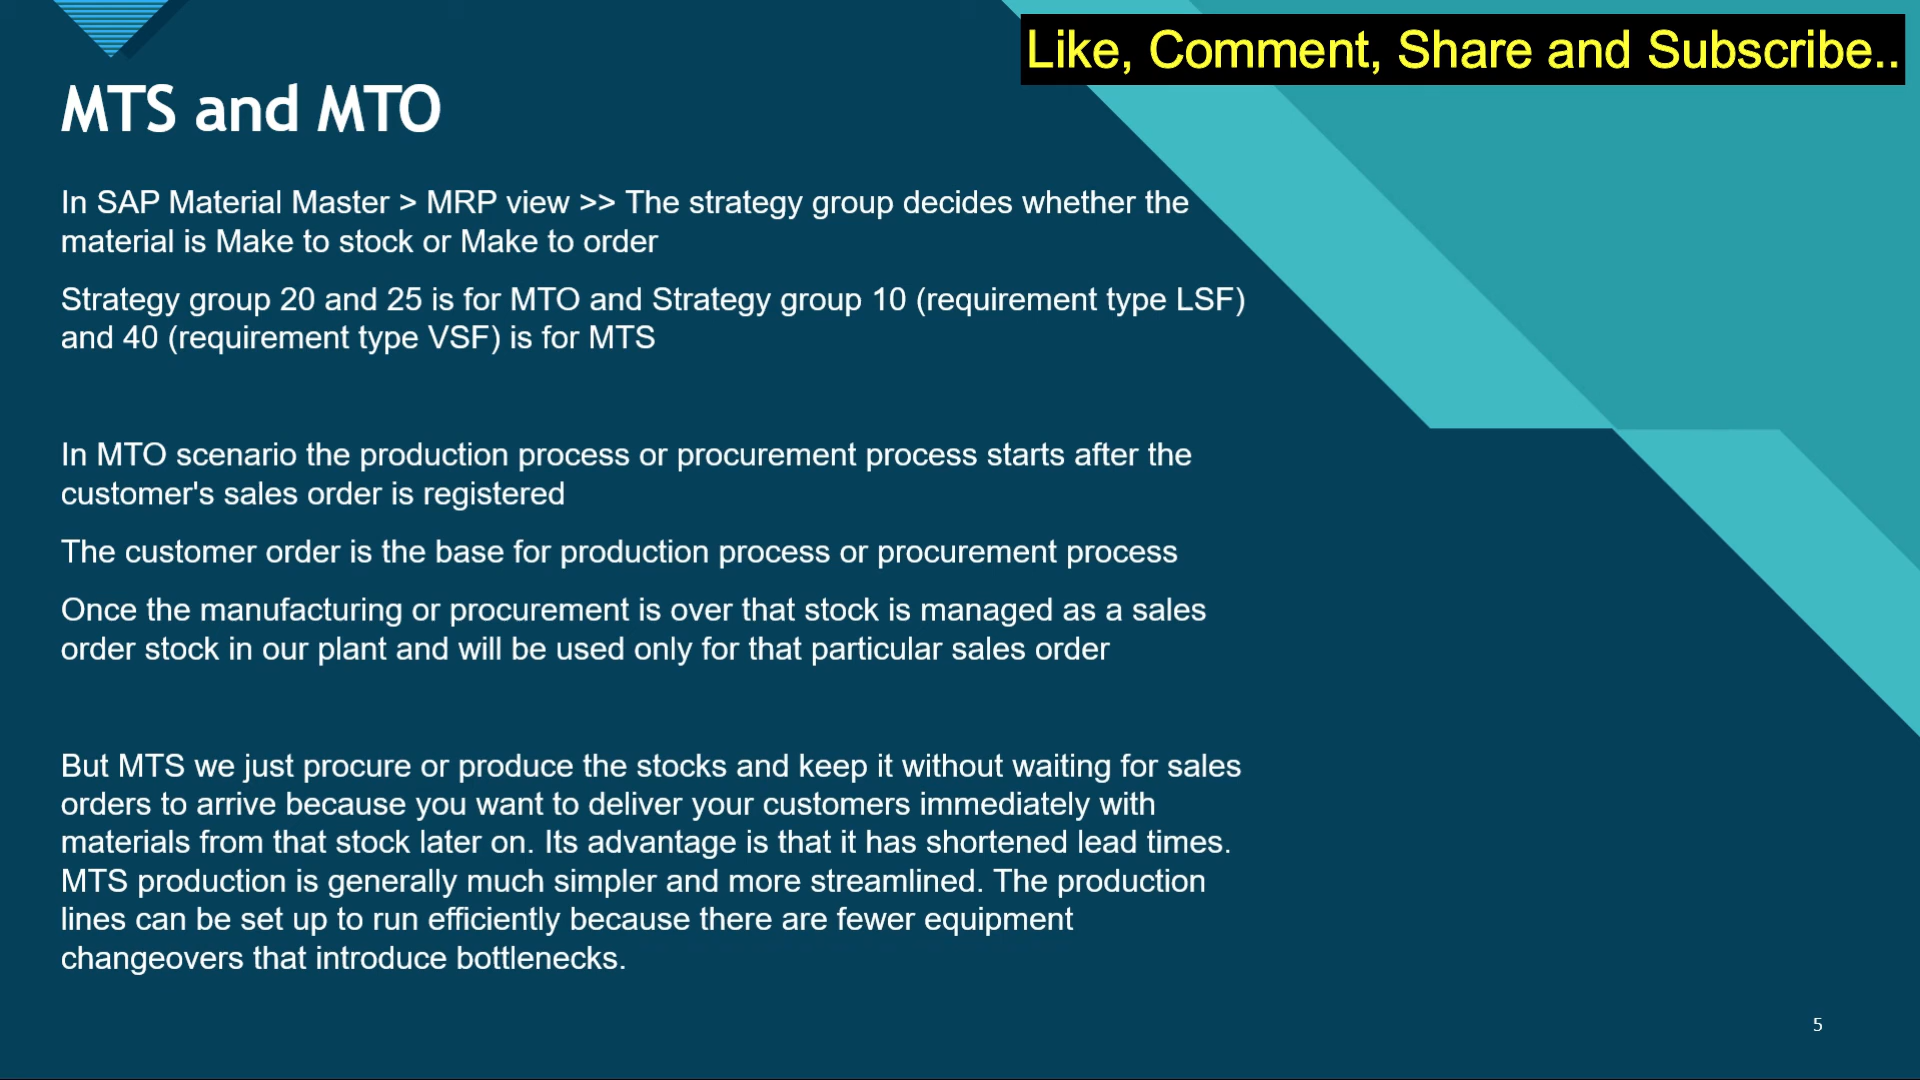 Like, Comment, Share and Subscribe..
MTS and MTO
In SAP Material Master > MRP view >> The strategy group decides whether the
material is Make to stock or Make to order
Strategy group 20 and 25 is for MTO and Strategy group 10 (requirement type LSF)
and 40 (requirement type VSF) is for MTS
In MTO scenario the production process or procurement process starts after the
customer's sales order is registered
The customer order is the base for production process or procurement process
Once the manufacturing or procurement is over that stock is managed as a sales
order stock in our plant and will be used only for that particular sales order
But MTS we just procure or produce the stocks and keep it without waiting for sales
orders to arrive because you want to deliver your customers immediately with
materials from that stock later on. Its advantage is that it has shortened lead times.
MTS production is generally much simpler and more streamlined. The production
lines can be set up to run efficiently because there are fewer equipment
changeovers that introduce bottlenecks.
5